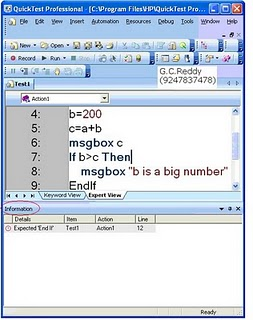 QuickTest Professional - [C:\Program Files\HP\QuickTest Pro...
File Edit View Insert Automation Resources Debug Tools Window Help
New Open
Record Run Stop
G.C.Reddy
(9247837478)
Test1
Action1
4: b=200
5: c=a+b
6: msgbox c
7: If b>c Then
8: msgbox "b is a big number"
9: EndIf
Keyword View Expert View
Information
Details Item Action Line
Expected 'End If' Test1 Action1 12
Ready